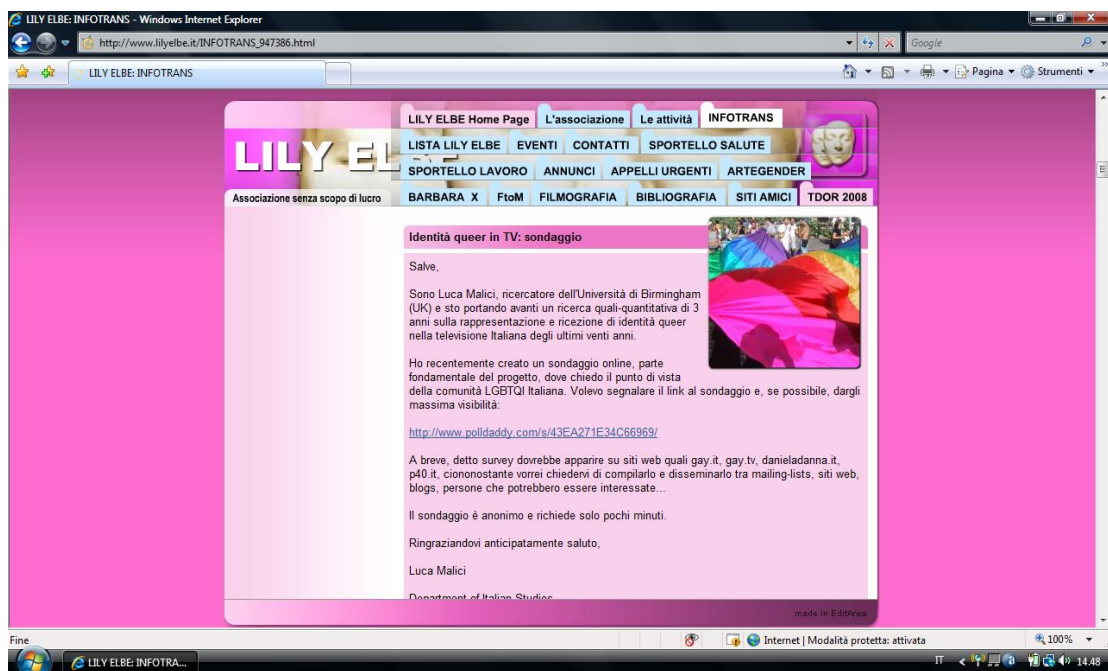 LILY ELBE: INFOTRANS - Windows Internet Explorer
http://www.lilyelbe.it/INFOTRANS_947386.html
Google
LILY ELBE: INFOTRANS
Pagina
Strumenti
LILY ELBE Home Page L'associazione Le attività INFOTRANS
LISTA LILY ELBE EVENTI CONTATTI SPORTELLO SALUTE
LILY EL
SPORTELLO LAVORO ANNUNCI APPELLI URGENTI ARTEGENDER
Associazione senza scopo di lucro
BARBARA X FtoM FILMOGRAFIA BIBLIOGRAFIA SITI AMICI TDOR 2008
Identità queer in TV: sondaggio
Salve,
Sono Luca Malici, ricercatore dell'Università di Birmingham
(UK) e sto portando avanti un ricerca quali-quantitativa di 3
anni sulla rappresentazione e ricezione di identità queer
nella televisione Italiana degli ultimi venti anni.
Ho recentemente creato un sondaggio online, parte
fondamentale del progetto, dove chiedo il punto di vista
della comunità LGBTQI Italiana. Volevo segnalare il link al sondaggio e, se possibile, dargli
massima visibilità:
http://www.polldaddy.com/s/43EA271E34C66969/
A breve, detto survey dovrebbe apparire su siti web quali gay.it, gay.tv, danieladanna.it,
p40.it, ciononostante vorrei chiedervi di compilarlo e disseminarlo tra mailing-lists, siti web,
blogs, persone che potrebbero essere interessate...
Il sondaggio è anonimo e richiede solo pochi minuti.
Ringraziandovi anticipatamente saluto,
Luca Malici
Department of Italian Studies
made in EditArea
Fine
Internet | Modalità protetta: attivata
100%
LILY ELBE: INFOTRA...
IT
14.48